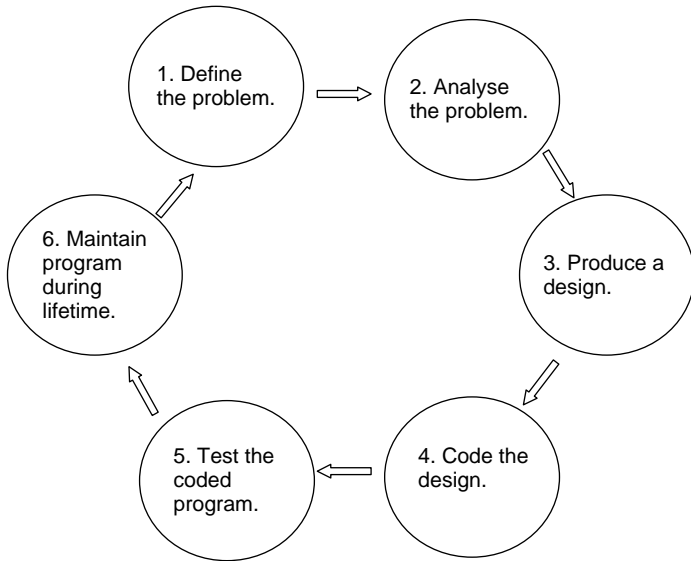 1. Define
the problem.
2. Analyse
the problem.
3. Produce a
design.
4. Code the
design.
5. Test the
coded
program.
6. Maintain
program
during
lifetime.